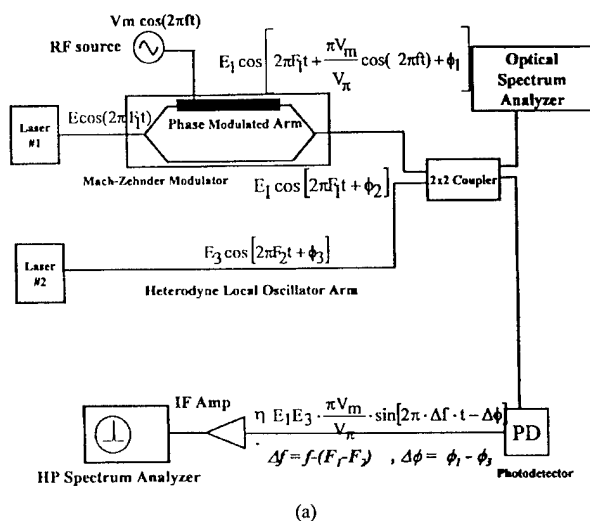 Vm cos(2πft)
RF source
E₁ cos[2πF₁t + πVm/Vπ cos( 2πft) + ϕ₁]
Optical
Spectrum
Analyzer
Laser
#1
Ecos(2πF₁t)
Phase Modulated Arm
Mach-Zehnder Modulator
2x2 Coupler
E₁ cos[2πF₁t + ϕ₂]
Laser
#2
E₃ cos[2πF₂t + ϕ₃]
Heterodyne Local Oscillator Arm
IF Amp
η E₁E₃ · πVm/Vπ · sin[2π · Δf · t - Δϕ]
PD
Δf = f-(F₁-F₂) , Δϕ = ϕ₁ - ϕ₃
Photodetector
HP Spectrum Analyzer
(a)